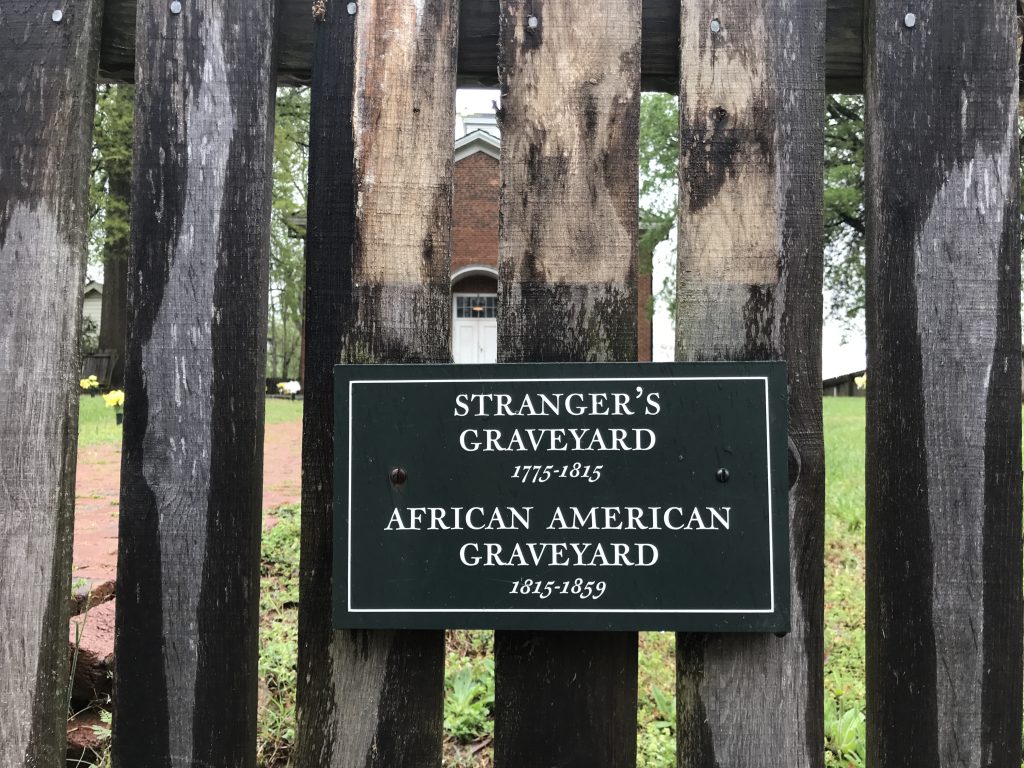 STRANGER'S
GRAVEYARD
1775-1815
AFRICAN AMERICAN
GRAVEYARD
1815-1859